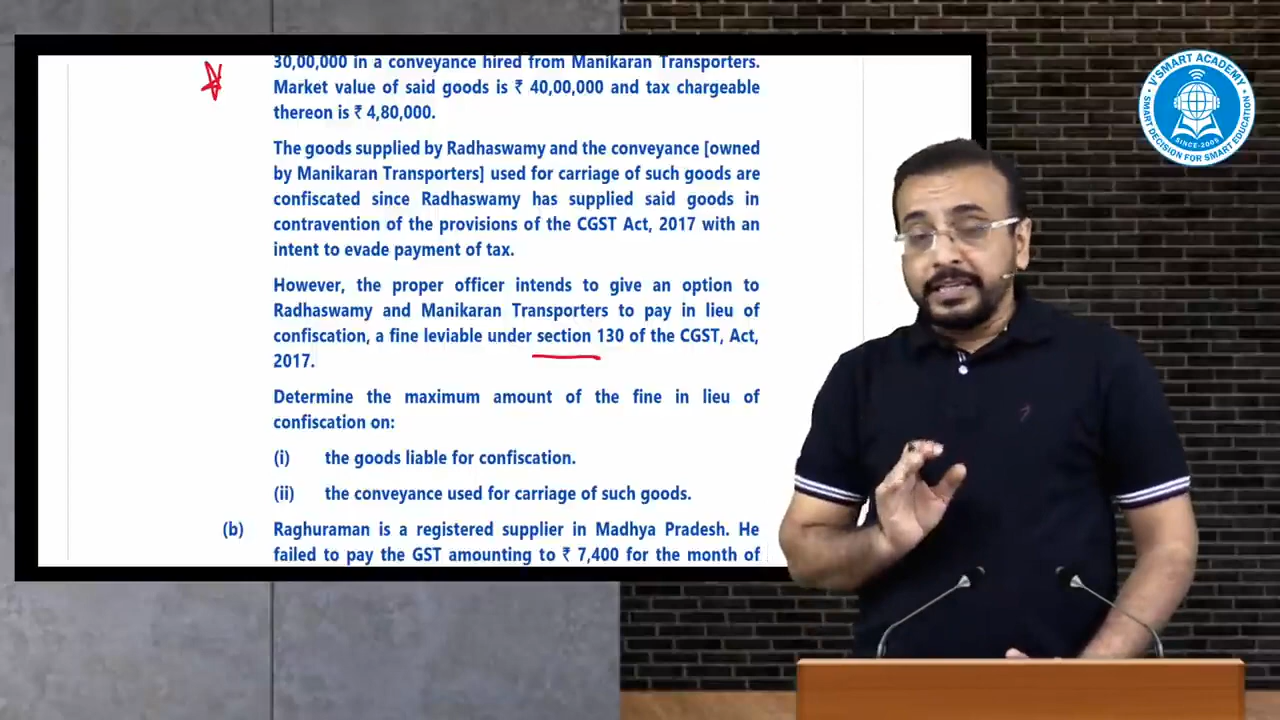 30,00,000 in a conveyance hired from Manikaran Transporters.
Market value of said goods is ₹ 40,00,000 and tax chargeable
thereon is ₹ 4,80,000.
The goods supplied by Radhaswamy and the conveyance [owned
by Manikaran Transporters] used for carriage of such goods are
confiscated since Radhaswamy has supplied said goods in
contravention of the provisions of the CGST Act, 2017 with an
intent to evade payment of tax.
However, the proper officer intends to give an option to
Radhaswamy and Manikaran Transporters to pay in lieu of
confiscation, a fine leviable under section 130 of the CGST, Act,
2017.
Determine the maximum amount of the fine in lieu of
confiscation on:
(i) the goods liable for confiscation.
(ii) the conveyance used for carriage of such goods.
(b) Raghuraman is a registered supplier in Madhya Pradesh. He
failed to pay the GST amounting to ₹ 7,400 for the month of
V'SMART ACADEMY
SMART DECISION FOR SMART EDUCATION
SINCE-2005